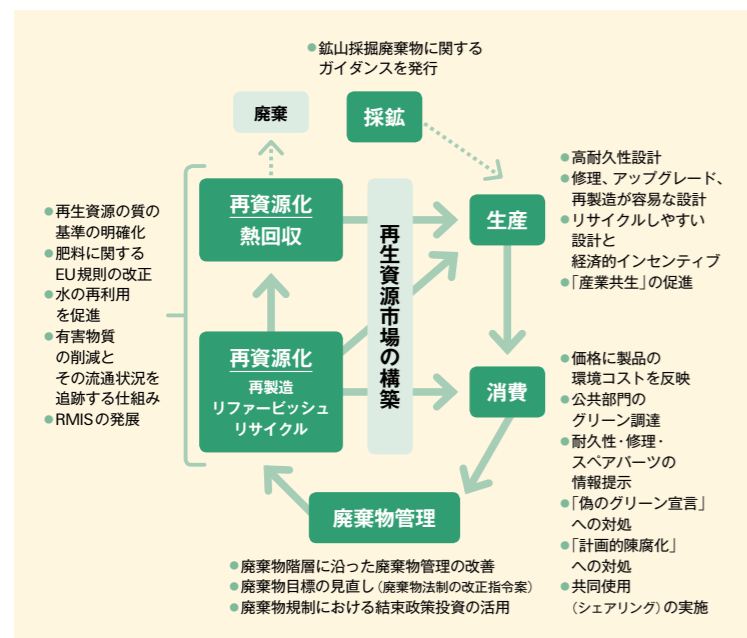 ●鉱山採掘廃棄物に関する
ガイダンスを発行
廃棄
採鉱
再資源化
熱回収
再生資源市場の構築
生産
●高耐久性設計
●修理、アップグレード、
再製造が容易な設計
●リサイクルしやすい
設計と
経済的インセンティブ
●「産業共生」の促進
●再生資源の質の
基準の明確化
●肥料に関する
EU規則の改正
●水の再利用
を促進
●有害物質
の削減と
その流通状況を
追跡する仕組み
●RMISの発展
再資源化
再製造
リファービッシュ
リサイクル
消費
●価格に製品の
環境コストを反映
●公共部門の
グリーン調達
●耐久性・修理・
スペアパーツの
情報提示
●「偽のグリーン宣言」
への対処
●「計画的陳腐化」
への対処
●共同使用
(シェアリング)の実施
廃棄物管理
●廃棄物階層に沿った廃棄物管理の改善
●廃棄物目標の見直し(廃棄物法制の改正指令案)
●廃棄物規制における結束政策投資の活用